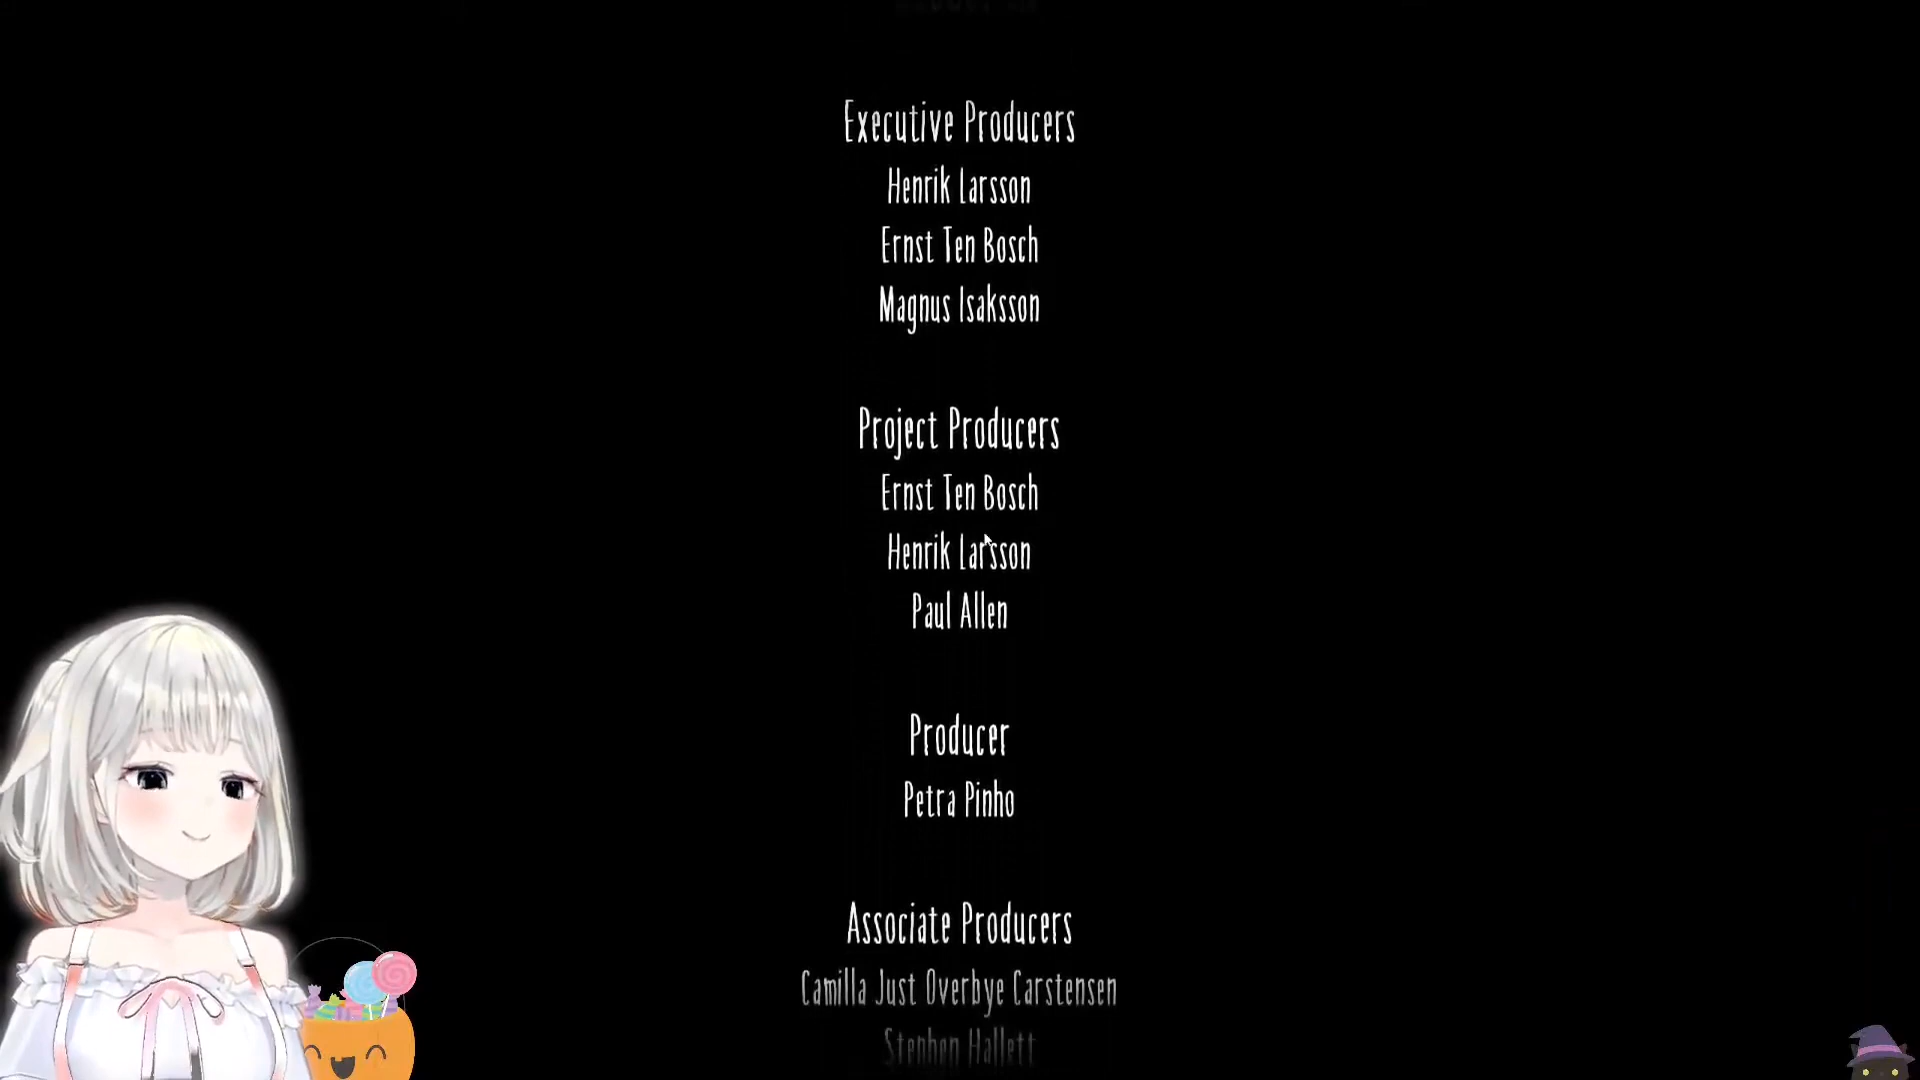 Executive Producers
Henrik Larsson
Ernst Ten Bosch
Magnus Isaksson
Project Producers
Ernst Ten Bosch
Henrik Larsson
Paul Allen
Producer
Petra Pinho
Associate Producers
Camilla Just Overbye Carstensen
Stephen Hallett